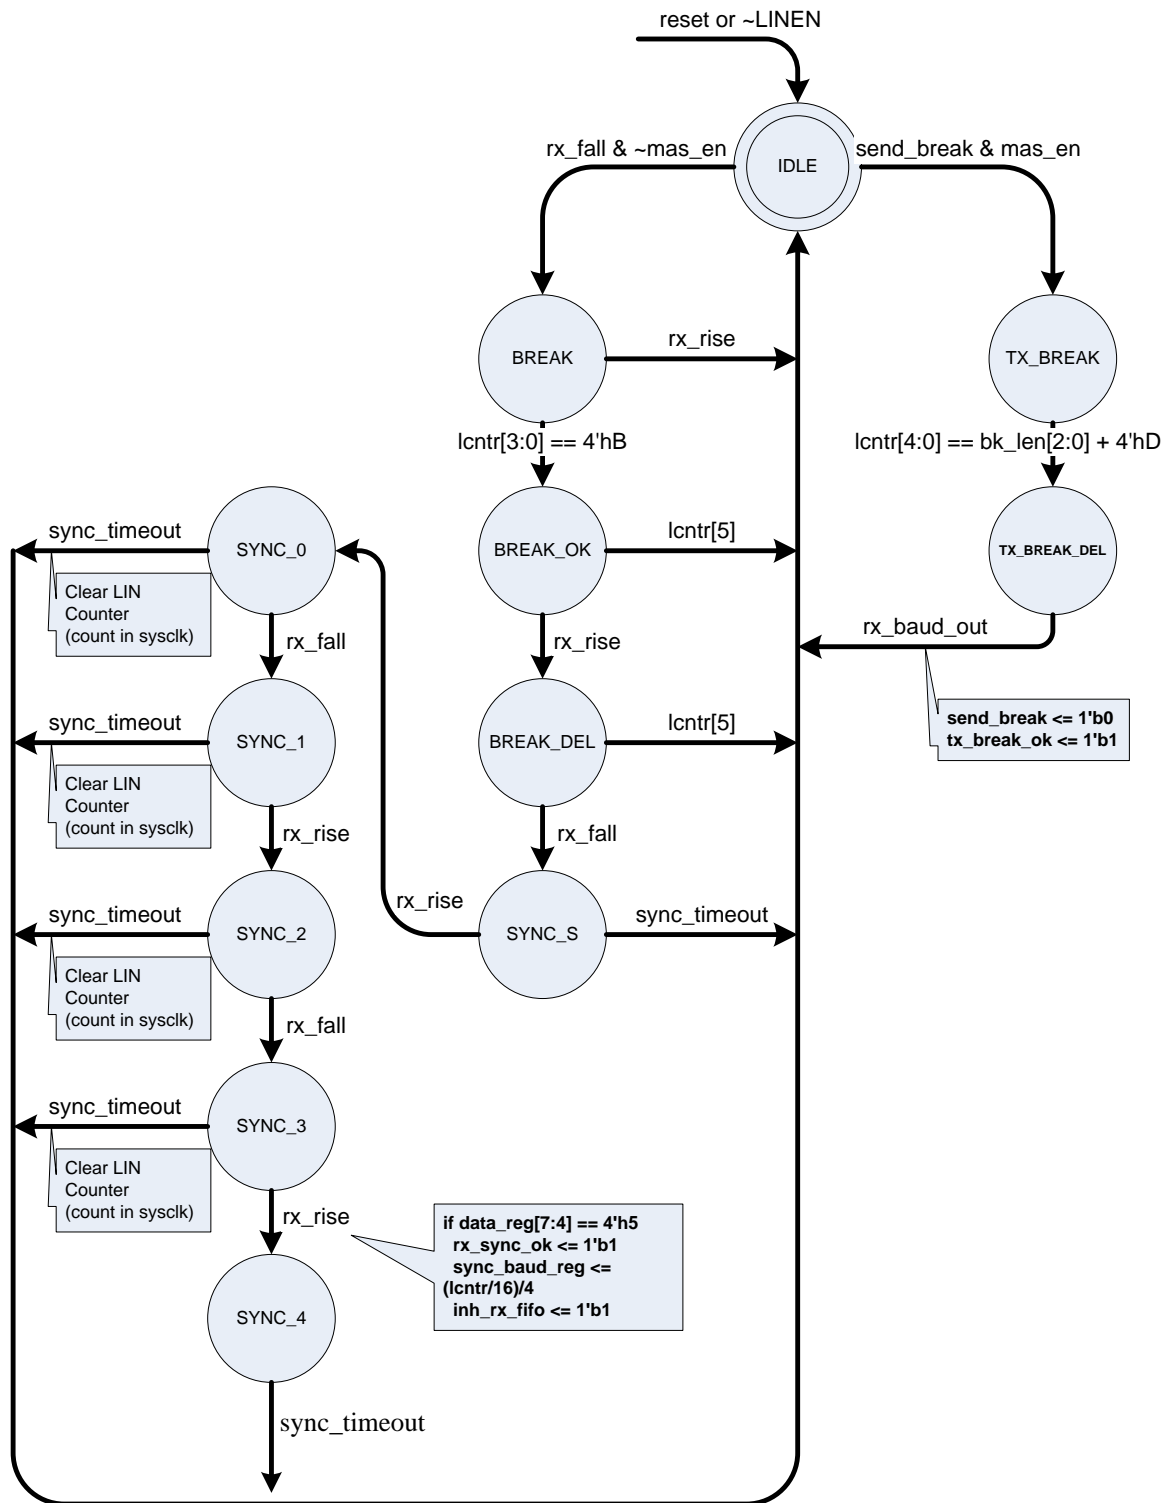 reset or ~LINEN
rx_fall & ~mas_en
IDLE
send_break & mas_en
BREAK
rx_rise
TX_BREAK
lcntr[3:0] == 4'hB
lcntr[4:0] == bk_len[2:0] + 4'hD
sync_timeout
SYNC_0
BREAK_OK
lcntr[5]
TX_BREAK_DEL
Clear LIN
Counter
(count in sysclk)
rx_fall
rx_rise
rx_baud_out
send_break <= 1'b0
tx_break_ok <= 1'b1
sync_timeout
SYNC_1
BREAK_DEL
lcntr[5]
Clear LIN
Counter
(count in sysclk)
rx_rise
rx_fall
rx_rise
sync_timeout
SYNC_2
SYNC_S
sync_timeout
Clear LIN
Counter
(count in sysclk)
rx_fall
sync_timeout
SYNC_3
Clear LIN
Counter
(count in sysclk)
rx_rise
if data_reg[7:4] == 4'h5
rx_sync_ok <= 1'b1
sync_baud_reg <=
(lcntr/16)/4
inh_rx_fifo <= 1'b1
SYNC_4
sync_timeout